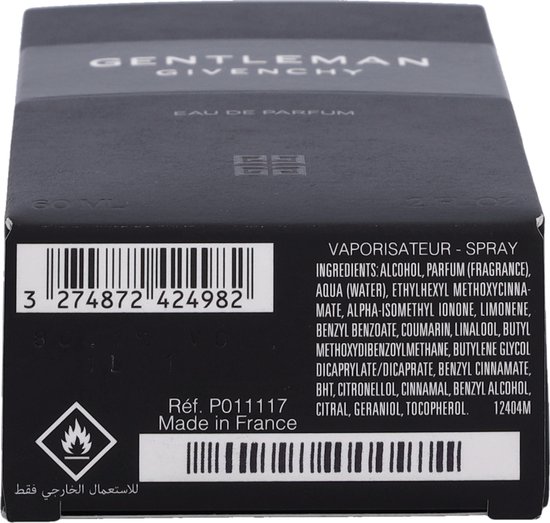 GENTLEMAN
GIVENCHY
EAU DE PARFUM
60 ML
3 274872 424982
VAPORISATEUR - SPRAY
INGREDIENTS: ALCOHOL, PARFUM (FRAGRANCE),
AQUA (WATER), ETHYLHEXYL METHOXYCINNA-
MATE, ALPHA-ISOMETHYL IONONE, LIMONENE,
BENZYL BENZOATE, COUMARIN, LINALOOL, BUTYL
METHOXYDIBENZOYLMETHANE, BUTYLENE GLYCOL
DICAPRYLATE/DICAPRATE, BENZYL CINNAMATE,
BHT, CITRONELLOL, CINNAMAL, BENZYL ALCOHOL,
CITRAL, GERANIOL, TOCOPHEROL. 12404M
Réf. P011117
Made in France
للاستعمال الخارجي فقط